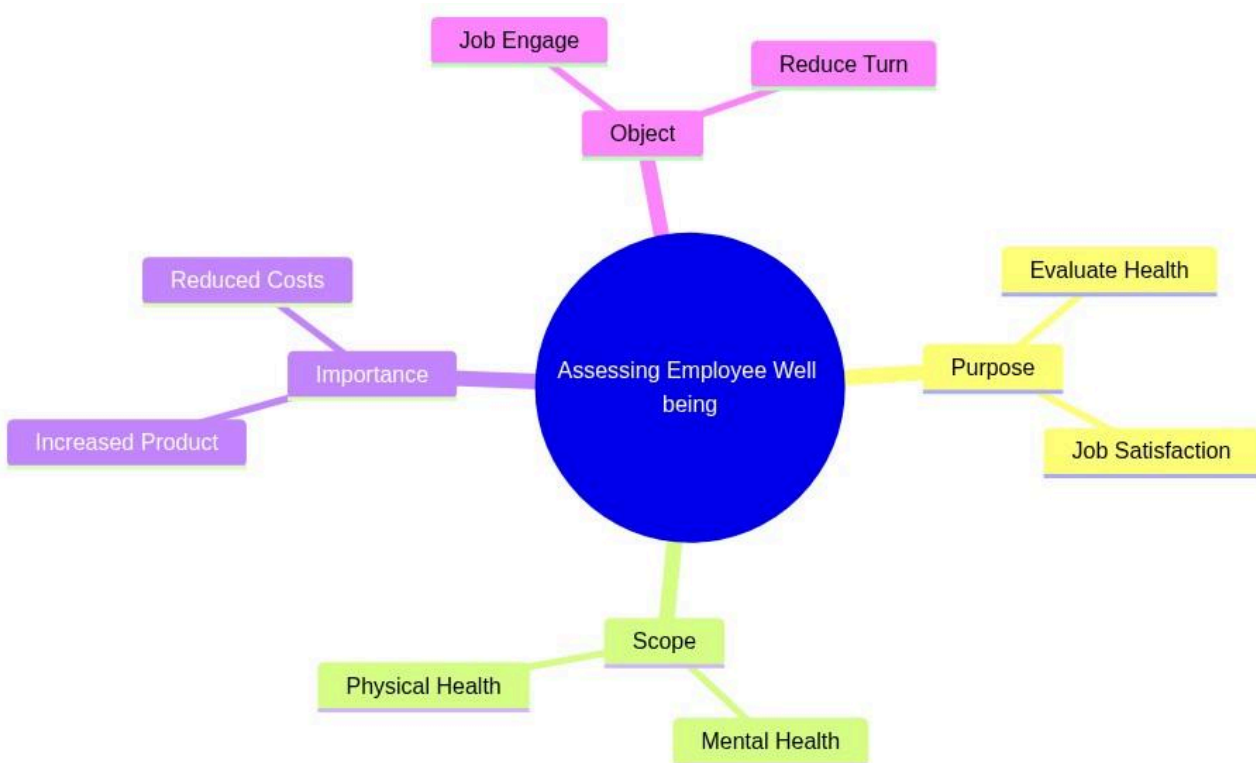 Job Engage
Reduce Turn
Object
Reduced Costs
Evaluate Health
Importance
Assessing Employee Well
being
Purpose
Increased Product
Job Satisfaction
Scope
Physical Health
Mental Health